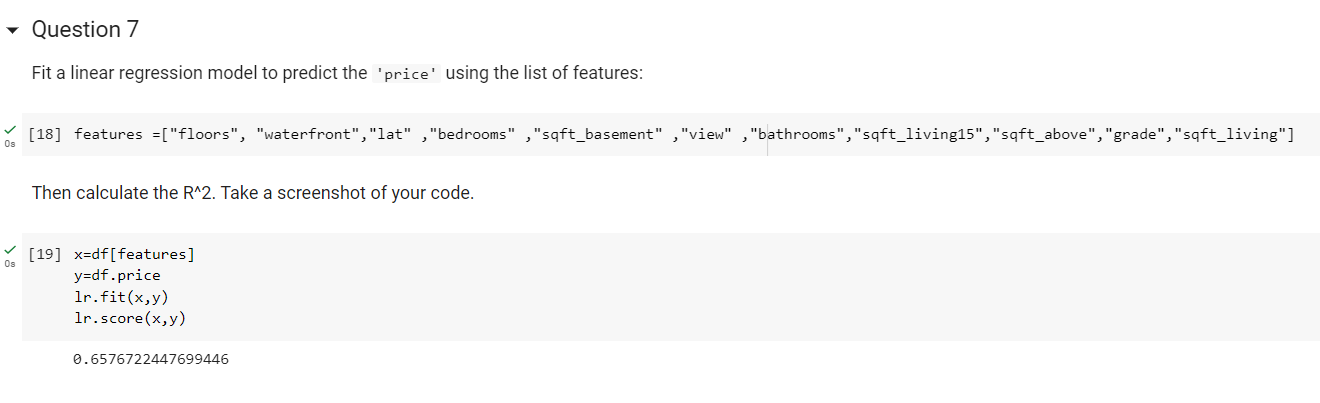 Question 7
Fit a linear regression model to predict the 'price' using the list of features:
[18] features =["floors", "waterfront","lat" ,"bedrooms" ,"sqft_basement" ,"view" ,"bathrooms","sqft_living15","sqft_above","grade","sqft_living"]
0s
Then calculate the R^2. Take a screenshot of your code.
[19] x=df[features]
0s
y=df.price
lr.fit(x,y)
lr.score(x,y)
0.6576722447699446